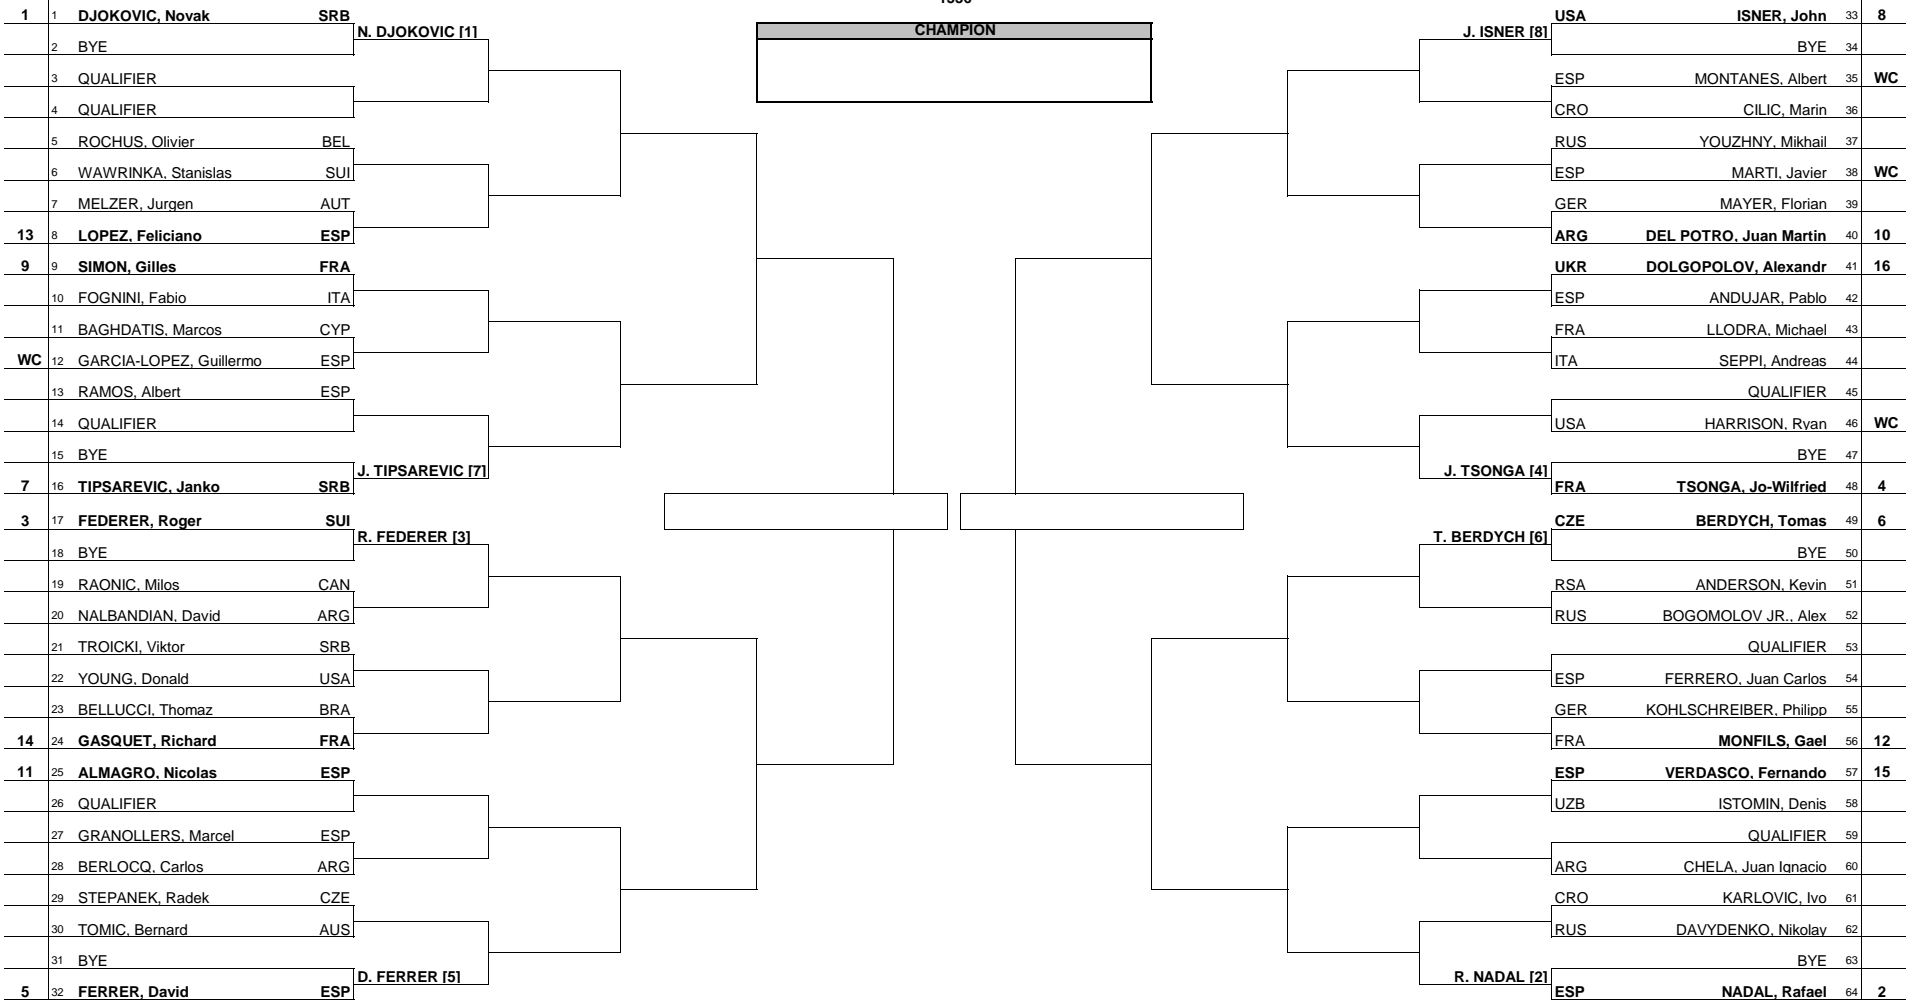 CHAMPION
1 1 DJOKOVIC, Novak SRB
N. DJOKOVIC [1]
2 BYE
3 QUALIFIER
4 QUALIFIER
5 ROCHUS, Olivier BEL
6 WAWRINKA, Stanislas SUI
7 MELZER, Jurgen AUT
13 8 LOPEZ, Feliciano ESP
9 9 SIMON, Gilles FRA
10 FOGNINI, Fabio ITA
11 BAGHDATIS, Marcos CYP
WC 12 GARCIA-LOPEZ, Guillermo ESP
13 RAMOS, Albert ESP
14 QUALIFIER
15 BYE
J. TIPSAREVIC [7]
7 16 TIPSAREVIC, Janko SRB
3 17 FEDERER, Roger SUI
R. FEDERER [3]
18 BYE
19 RAONIC, Milos CAN
20 NALBANDIAN, David ARG
21 TROICKI, Viktor SRB
22 YOUNG, Donald USA
23 BELLUCCI, Thomaz BRA
14 24 GASQUET, Richard FRA
11 25 ALMAGRO, Nicolas ESP
26 QUALIFIER
27 GRANOLLERS, Marcel ESP
28 BERLOCQ, Carlos ARG
29 STEPANEK, Radek CZE
30 TOMIC, Bernard AUS
31 BYE
D. FERRER [5]
5 32 FERRER, David ESP
USA ISNER, John 33 8
J. ISNER [8]
BYE 34
ESP MONTANES, Albert 35 WC
CRO CILIC, Marin 36
RUS YOUZHNY, Mikhail 37
ESP MARTI, Javier 38 WC
GER MAYER, Florian 39
ARG DEL POTRO, Juan Martin 40 10
UKR DOLGOPOLOV, Alexandr 41 16
ESP ANDUJAR, Pablo 42
FRA LLODRA, Michael 43
ITA SEPPI, Andreas 44
QUALIFIER 45
USA HARRISON, Ryan 46 WC
BYE 47
J. TSONGA [4]
FRA TSONGA, Jo-Wilfried 48 4
CZE BERDYCH, Tomas 49 6
T. BERDYCH [6]
BYE 50
RSA ANDERSON, Kevin 51
RUS BOGOMOLOV JR., Alex 52
QUALIFIER 53
ESP FERRERO, Juan Carlos 54
GER KOHLSCHREIBER, Philipp 55
FRA MONFILS, Gael 56 12
ESP VERDASCO, Fernando 57 15
UZB ISTOMIN, Denis 58
QUALIFIER 59
ARG CHELA, Juan Ignacio 60
CRO KARLOVIC, Ivo 61
RUS DAVYDENKO, Nikolay 62
BYE 63
R. NADAL [2]
ESP NADAL, Rafael 64 2